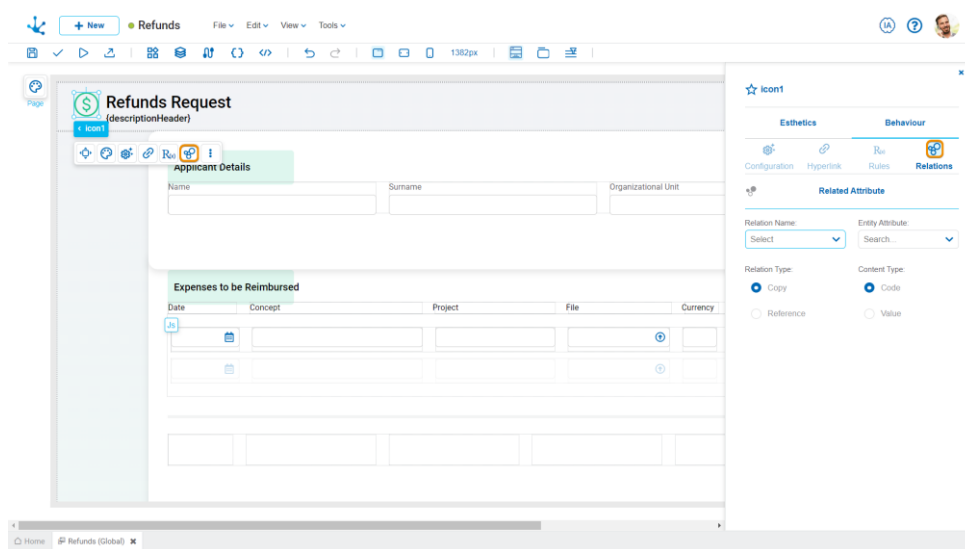 + New
Refunds
File
Edit
View
Tools
(IA)
?
1382px
Page
Refunds Request
{descriptionHeader}
icon1
Applicant Details
Name
Surname
Organizational Unit
Expenses to be Reimbursed
Date
Concept
Project
File
Currency
Js
icon1
Esthetics
Behaviour
Configuration
Hyperlink
Rules
Relations
Related Attribute
Relation Name:
Entity Attribute:
Select
Search...
Relation Type:
Content Type:
Copy
Code
Reference
Value
Home
Refunds (Global)